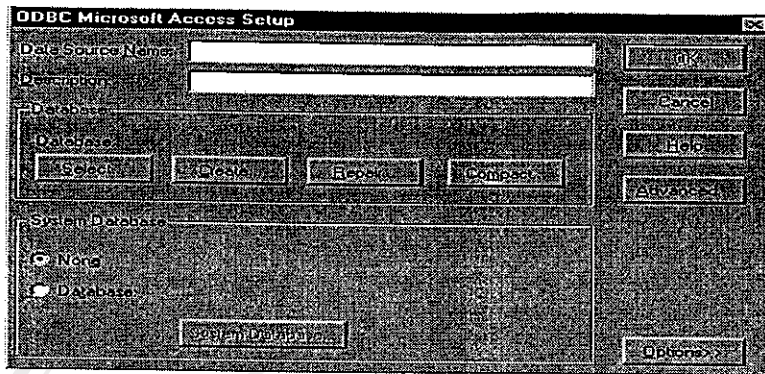 ODBC Microsoft Access Setup
Data Source Name:
OK
Description:
Cancel
Database
Database:
Help
Select... Create... Repair... Compact...
Advanced...
System Database
None
Database:
System Database...
Options>>